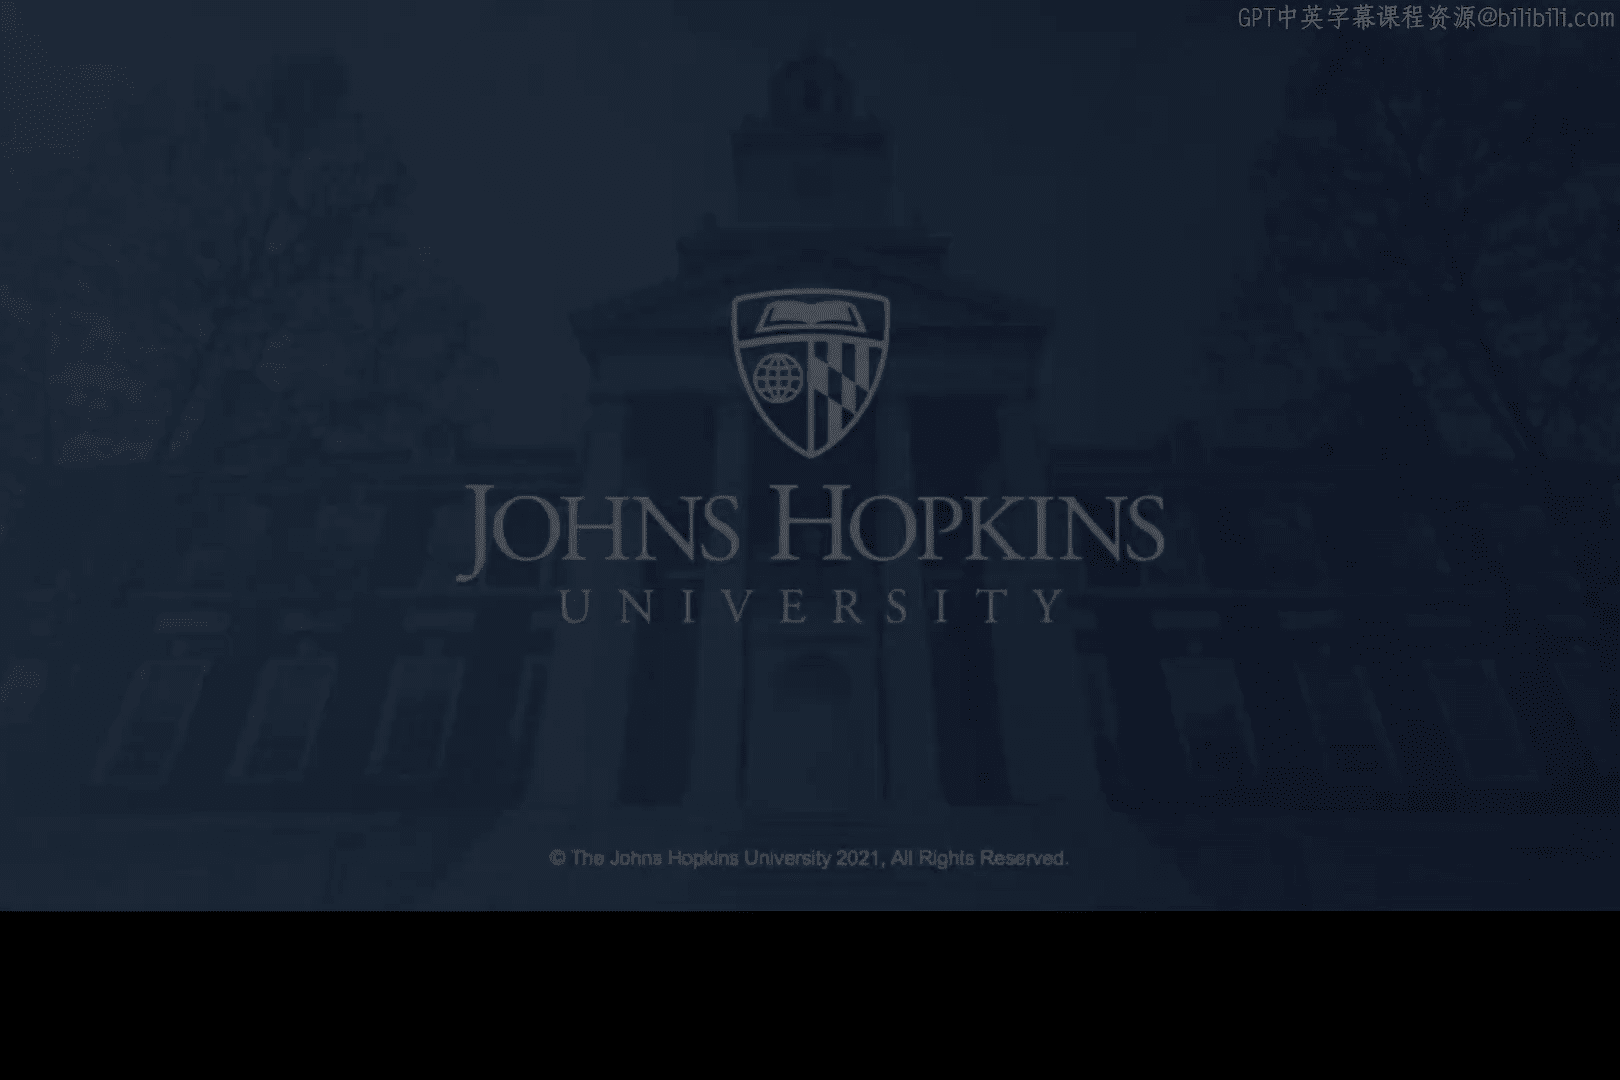 GPT中英字幕课程资源@bilibili.com
JOHNS HOPKINS
UNIVERSITY
© The Johns Hopkins University 2021, All Rights Reserved.